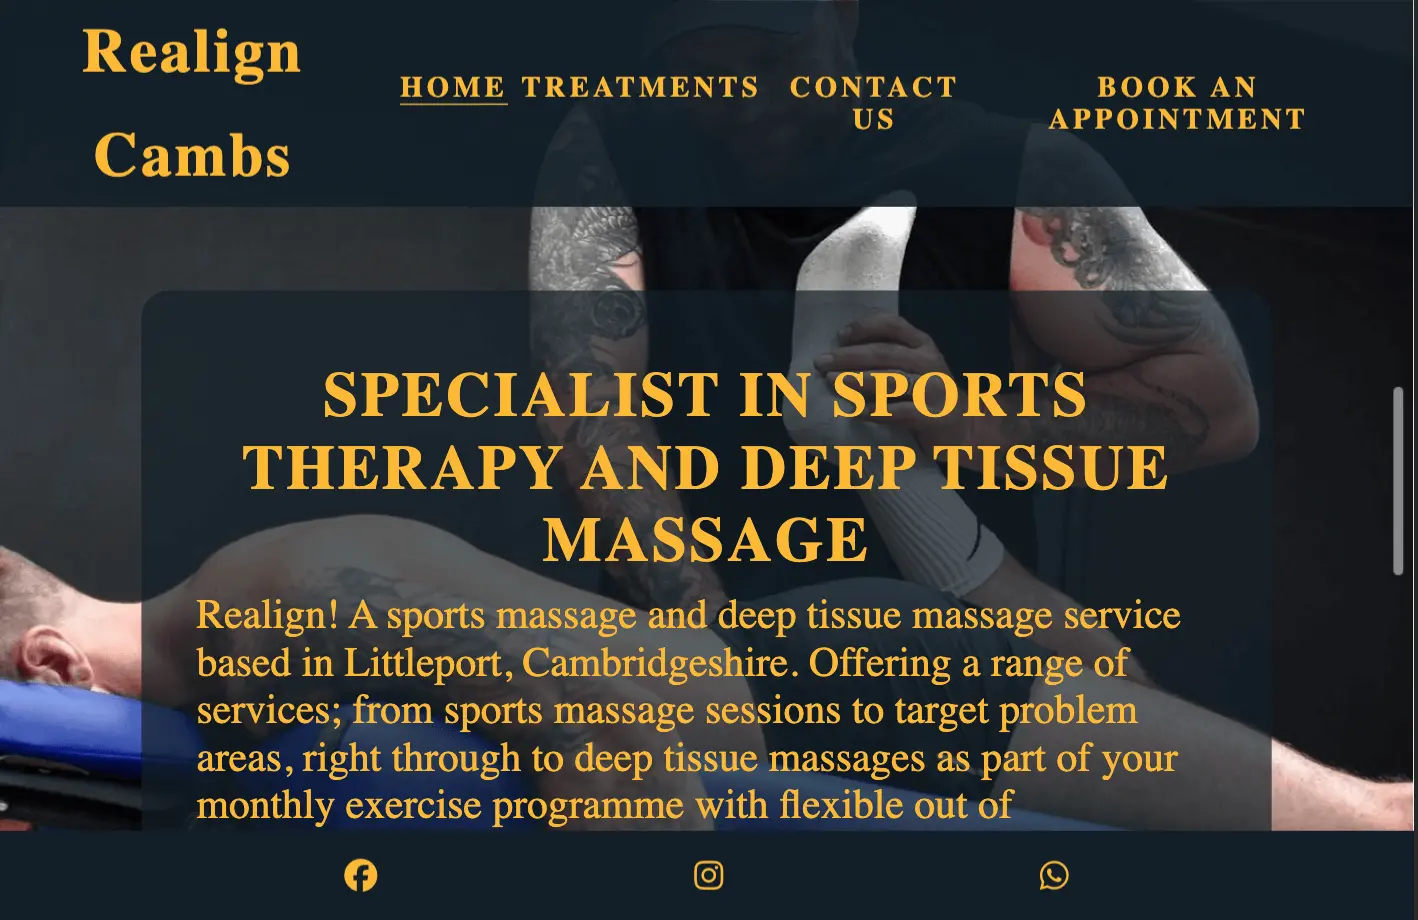 Realign
Cambs
HOME TREATMENTS CONTACT US BOOK AN APPOINTMENT
SPECIALIST IN SPORTS
THERAPY AND DEEP TISSUE
MASSAGE
Realign! A sports massage and deep tissue massage service
based in Littleport, Cambridgeshire. Offering a range of
services; from sports massage sessions to target problem
areas, right through to deep tissue massages as part of your
monthly exercise programme with flexible out of